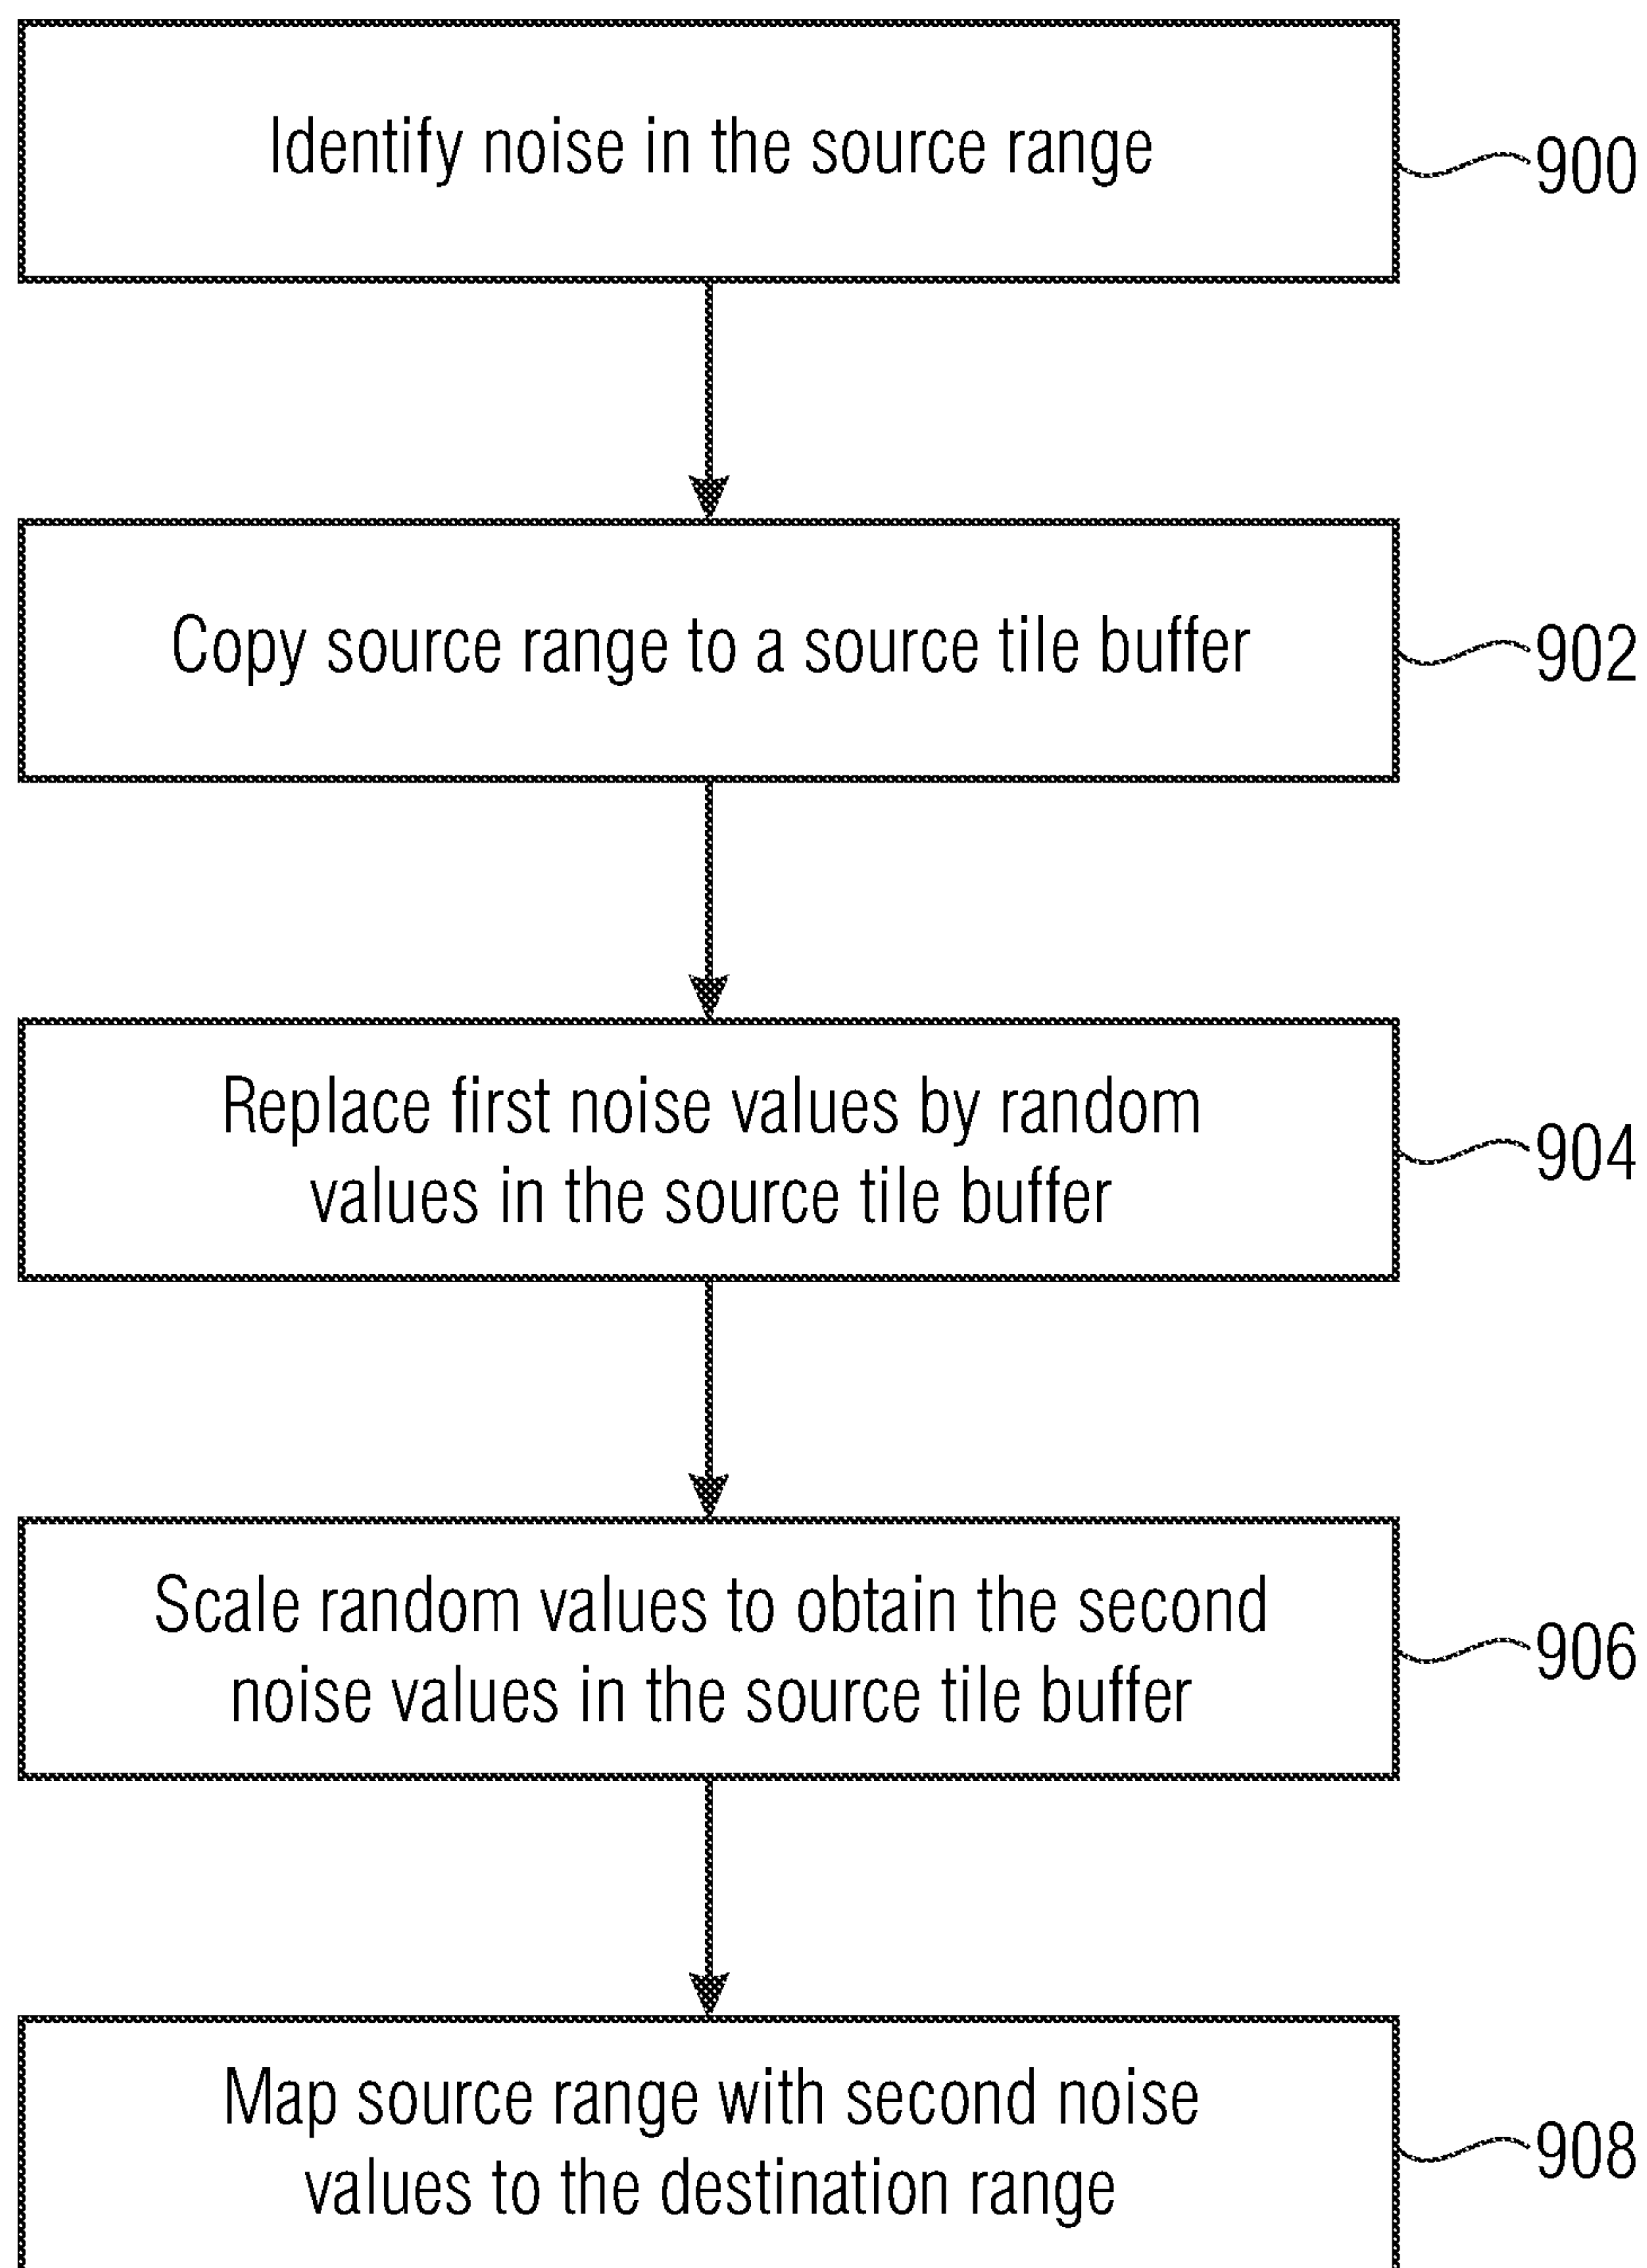 Identify noise in the source range
900
Copy source range to a source tile buffer
902
Replace first noise values by random
values in the source tile buffer
904
Scale random values to obtain the second
noise values in the source tile buffer
906
Map source range with second noise
values to the destination range
908